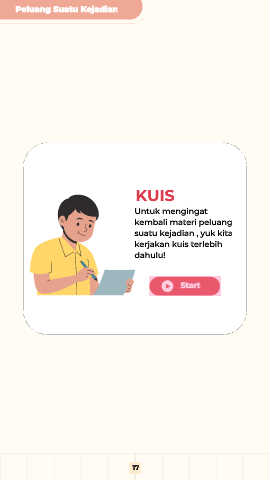 Peluang Suatu Kejadian
KUIS
Untuk mengingat
kembali materi peluang
suatu kejadian , yuk kita
kerjakan kuis terlebih
dahulu!
Start
17